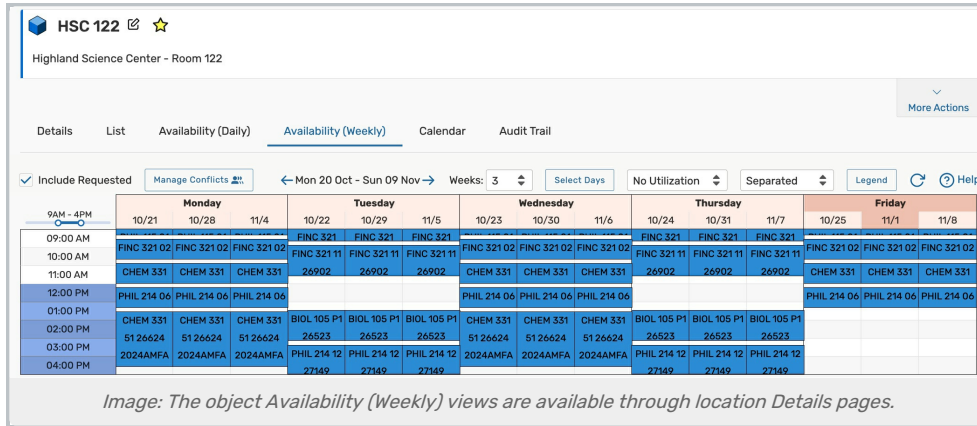 HSC 122
Highland Science Center - Room 122
More Actions
Details List Availability (Daily) Availability (Weekly) Calendar Audit Trail
Include Requested Manage Conflicts Mon 20 Oct - Sun 09 Nov Weeks: 3 Select Days No Utilization Separated Legend Help
Monday Tuesday Wednesday Thursday Friday
9AM - 4PM 10/21 10/28 11/4 10/22 10/29 11/5 10/23 10/30 11/6 10/24 10/31 11/7 10/25 11/1 11/8
09:00 AM FINC 321 FINC 321 FINC 321 FINC 321 FINC 321 FINC 321
10:00 AM FINC 321 02 FINC 321 02 FINC 321 02 FINC 321 11 FINC 321 11 FINC 321 11 FINC 321 02 FINC 321 02 FINC 321 02 FINC 321 11 FINC 321 11 FINC 321 11 FINC 321 02 FINC 321 02 FINC 321 02
11:00 AM CHEM 331 CHEM 331 CHEM 331 26902 26902 26902 CHEM 331 CHEM 331 CHEM 331 26902 26902 26902 CHEM 331 CHEM 331 CHEM 331
12:00 PM PHIL 214 06 PHIL 214 06 PHIL 214 06 PHIL 214 06 PHIL 214 06 PHIL 214 06 PHIL 214 06 PHIL 214 06 PHIL 214 06
01:00 PM CHEM 331 CHEM 331 CHEM 331 BIOL 105 P1 BIOL 105 P1 BIOL 105 P1 CHEM 331 CHEM 331 CHEM 331 BIOL 105 P1 BIOL 105 P1 BIOL 105 P1
02:00 PM 51 26624 51 26624 51 26624 26523 26523 26523 51 26624 51 26624 51 26624 26523 26523 26523
03:00 PM 2024AMFA 2024AMFA 2024AMFA PHIL 214 12 PHIL 214 12 PHIL 214 12 2024AMFA 2024AMFA 2024AMFA PHIL 214 12 PHIL 214 12 PHIL 214 12
04:00 PM 27149 27149 27149 27149 27149 27149
Image: The object Availability (Weekly) views are available through location Details pages.